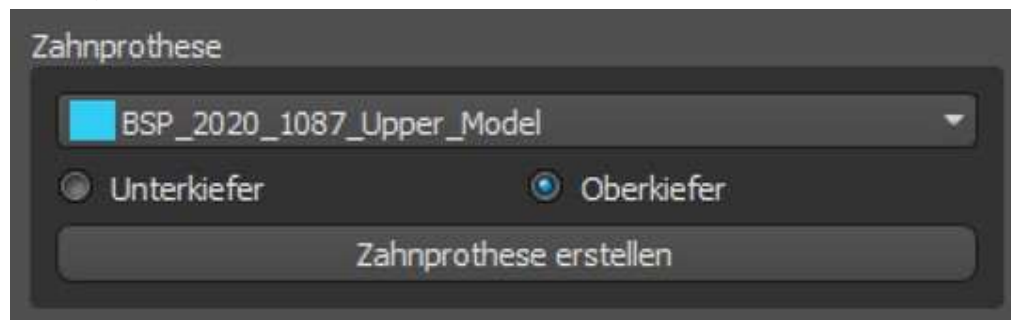 Zahnprothese
BSP_2020_1087_Upper_Model
Unterkiefer Oberkiefer
Zahnprothese erstellen